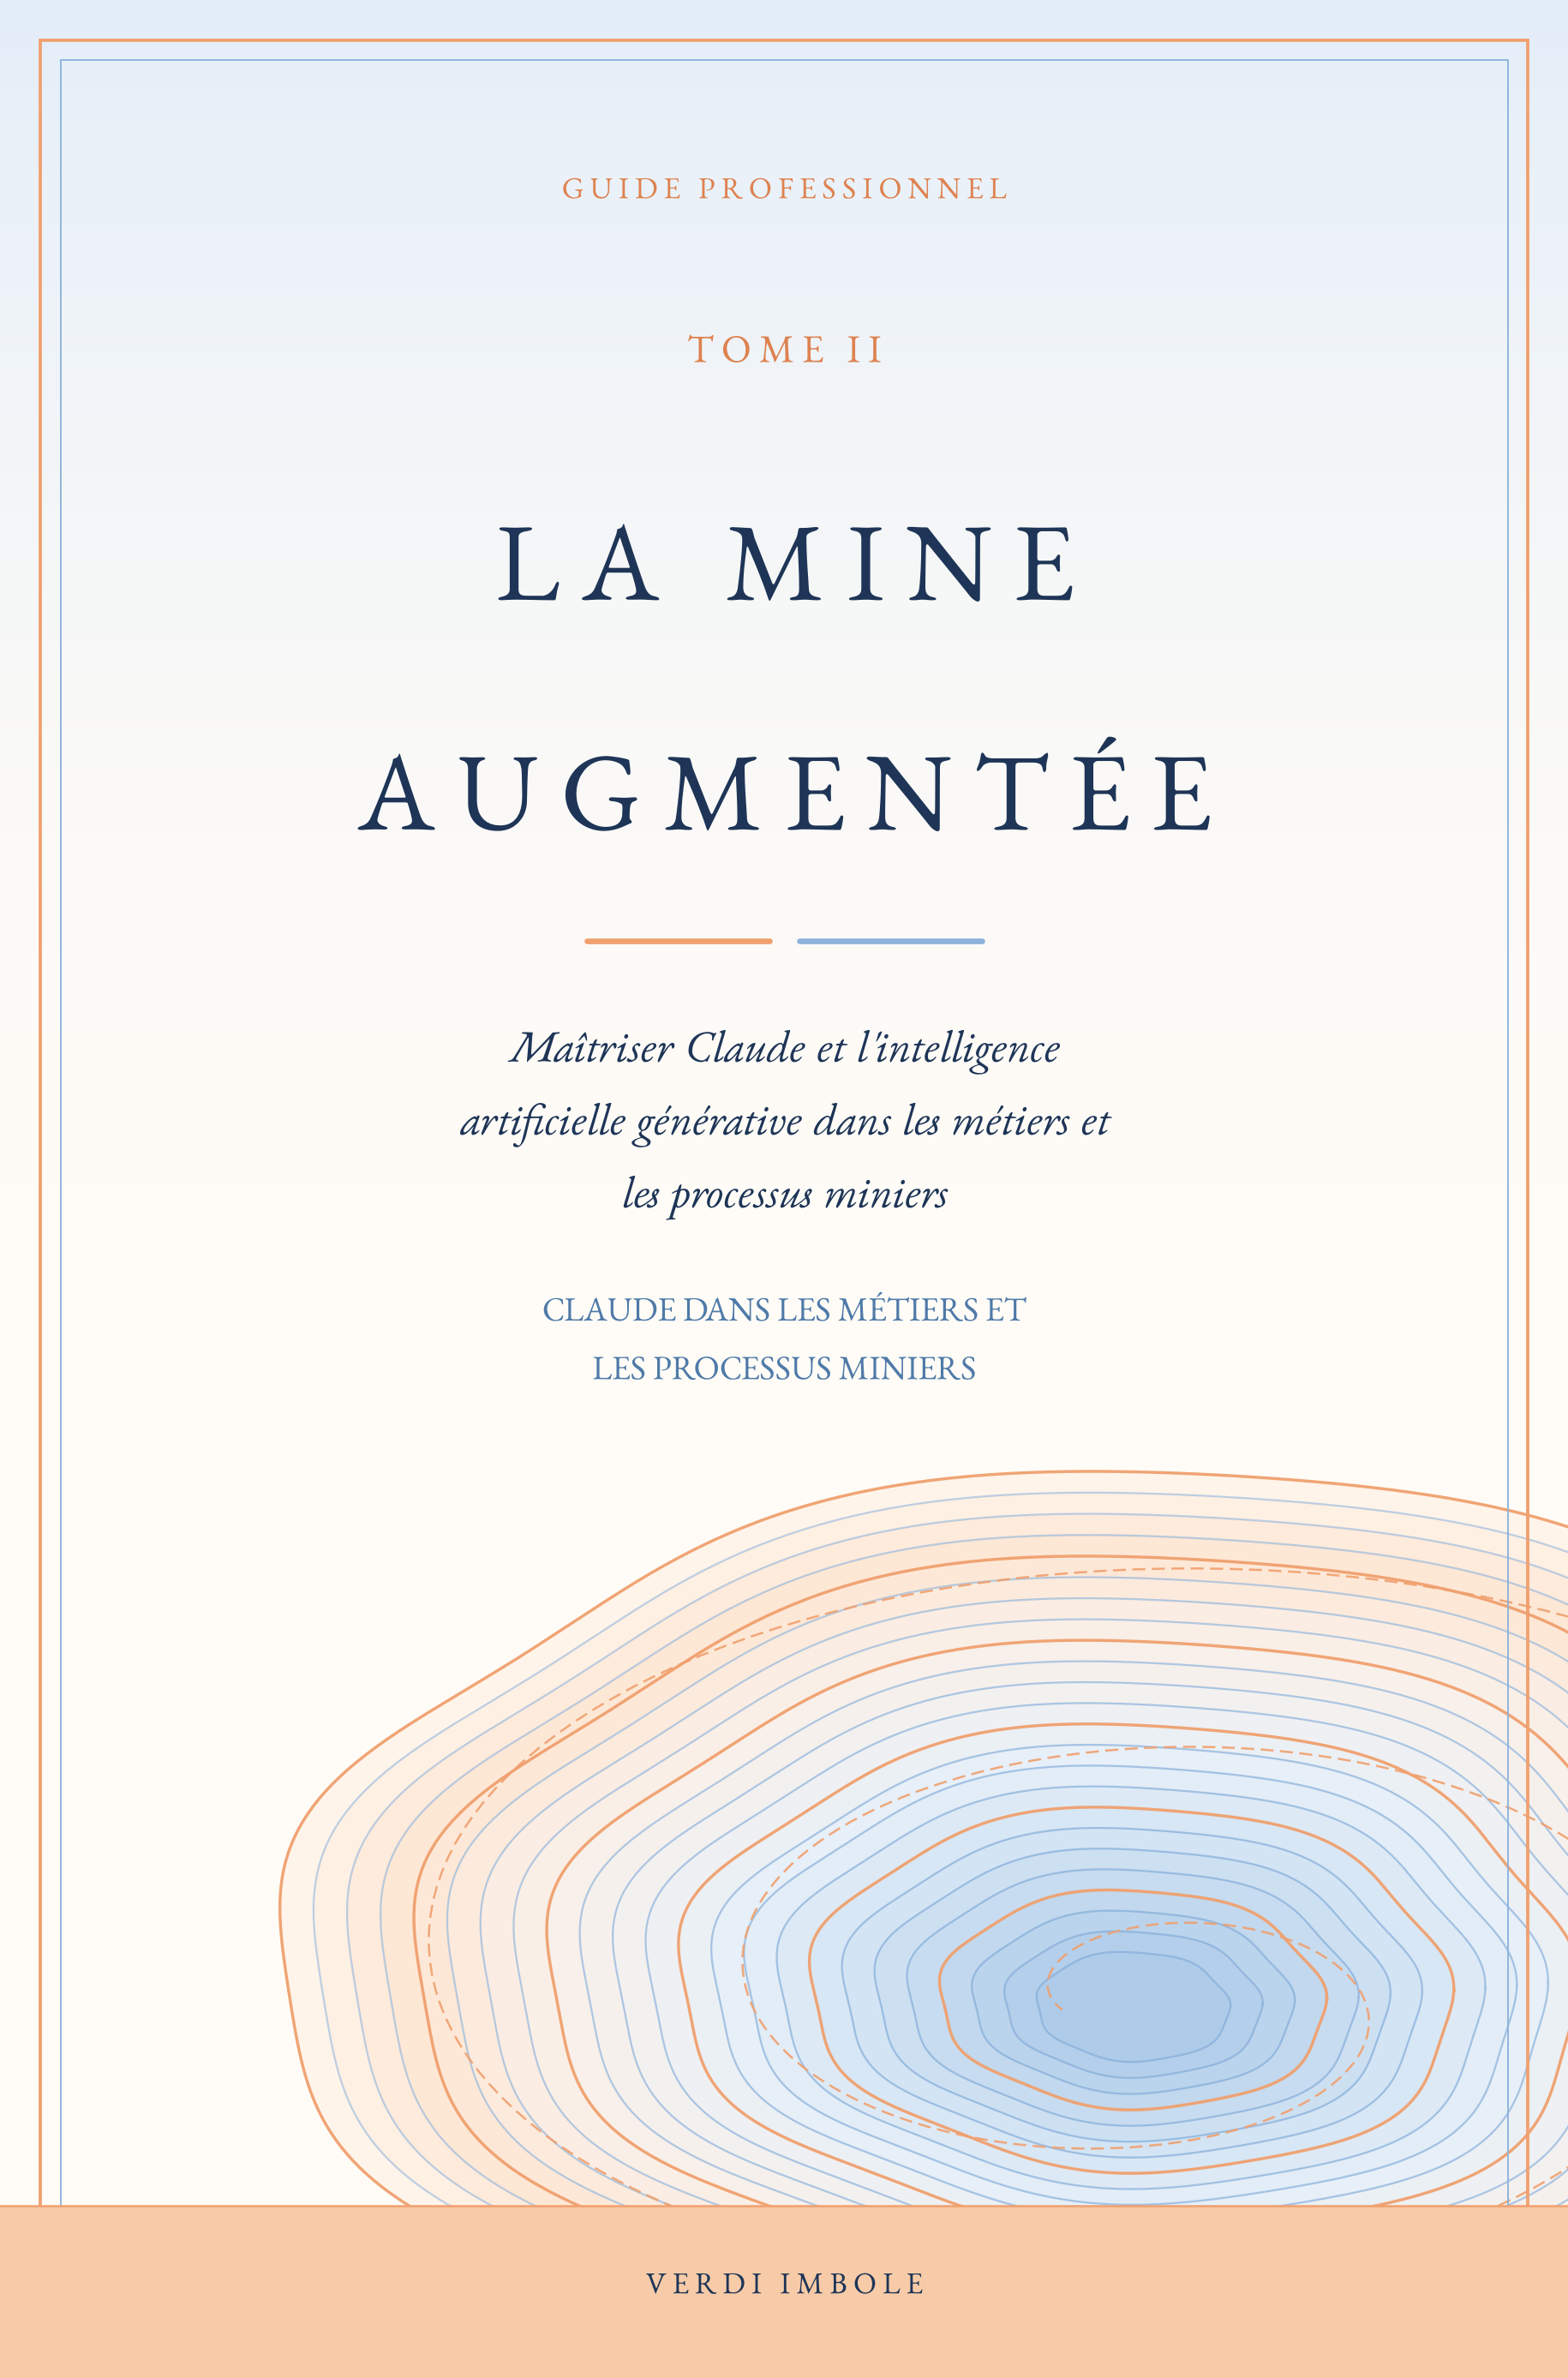 GUIDE PROFESSIONNEL
TOME II
LA MINE
AUGMENTÉE
Maîtriser Claude et l'intelligence
artificielle générative dans les métiers et
les processus miniers
CLAUDE DANS LES MÉTIERS ET
LES PROCESSUS MINIERS
VERDI IMBOLE